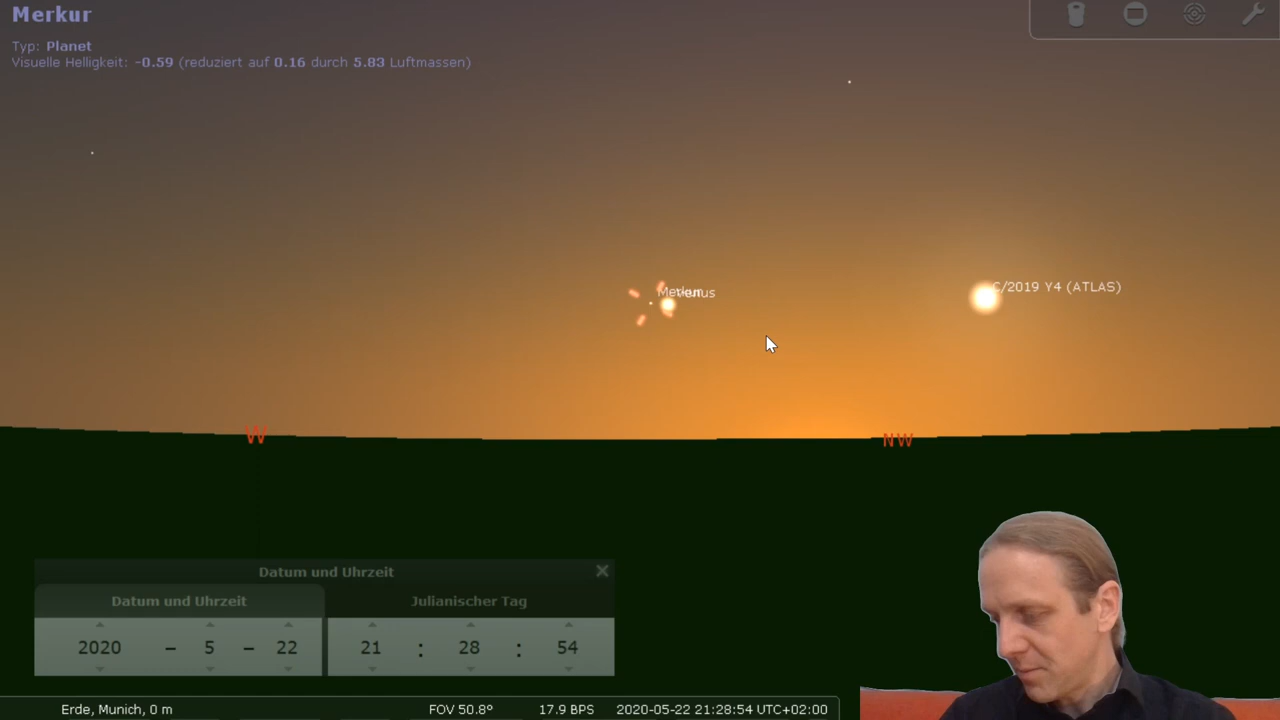 Merkur
Typ: Planet
Visuelle Helligkeit: -0.59 (reduziert auf 0.16 durch 5.83 Luftmassen)
Merkur
Venus
C/2019 Y4 (ATLAS)
W
NW
Datum und Uhrzeit
Datum und Uhrzeit Julianischer Tag
2020 - 5 - 22 21 : 28 : 54
Erde, Munich, 0 m FOV 50.8° 17.9 BPS 2020-05-22 21:28:54 UTC+02:00